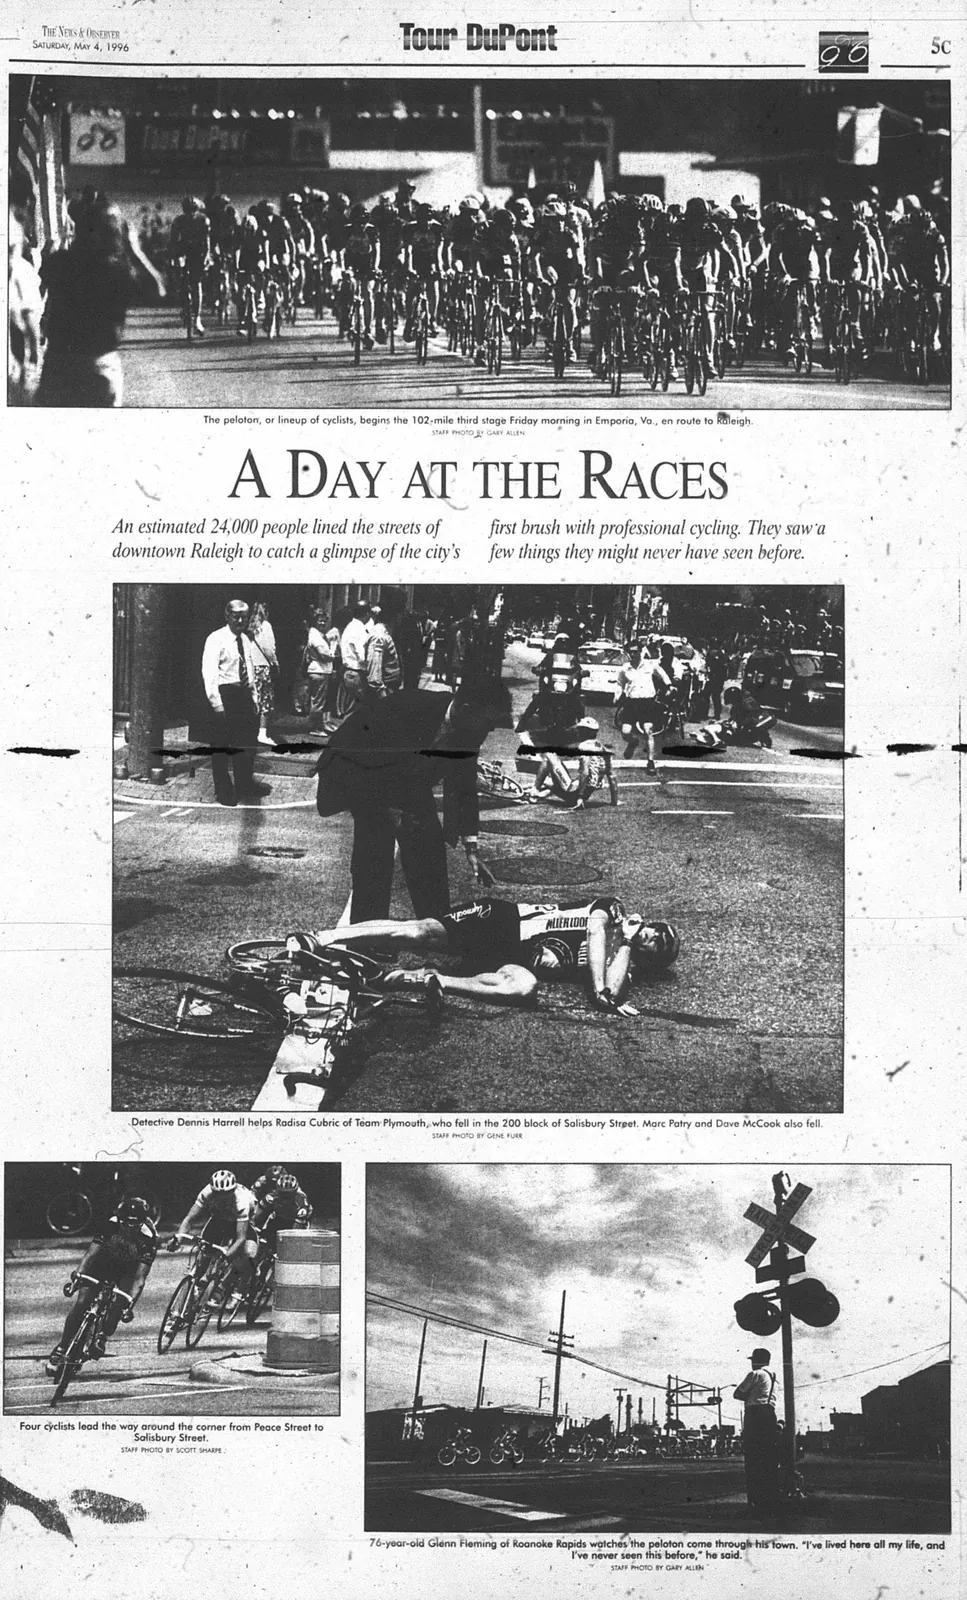 THE NEWS & OBSERVER
SATURDAY, MAY 4, 1996
Tour DuPont
96
5C
TOUR DUPONT
The peloton, or lineup of cyclists, begins the 102-mile third stage Friday morning in Emporia, Va., en route to Raleigh.
STAFF PHOTO BY GARY ALLEN
A DAY AT THE RACES
An estimated 24,000 people lined the streets of
downtown Raleigh to catch a glimpse of the city's
first brush with professional cycling. They saw a
few things they might never have seen before.
Plymouth
Detective Dennis Harrell helps Radisa Cubric of Team Plymouth, who fell in the 200 block of Salisbury Street. Marc Patry and Dave McCook also fell.
STAFF PHOTO BY GENE FURR
Four cyclists lead the way around the corner from Peace Street to
Salisbury Street.
STAFF PHOTO BY SCOTT SHARPE
76-year-old Glenn Fleming of Roanoke Rapids watches the peloton come through his town. "I've lived here all my life, and
I've never seen this before," he said.
STAFF PHOTO BY GARY ALLEN